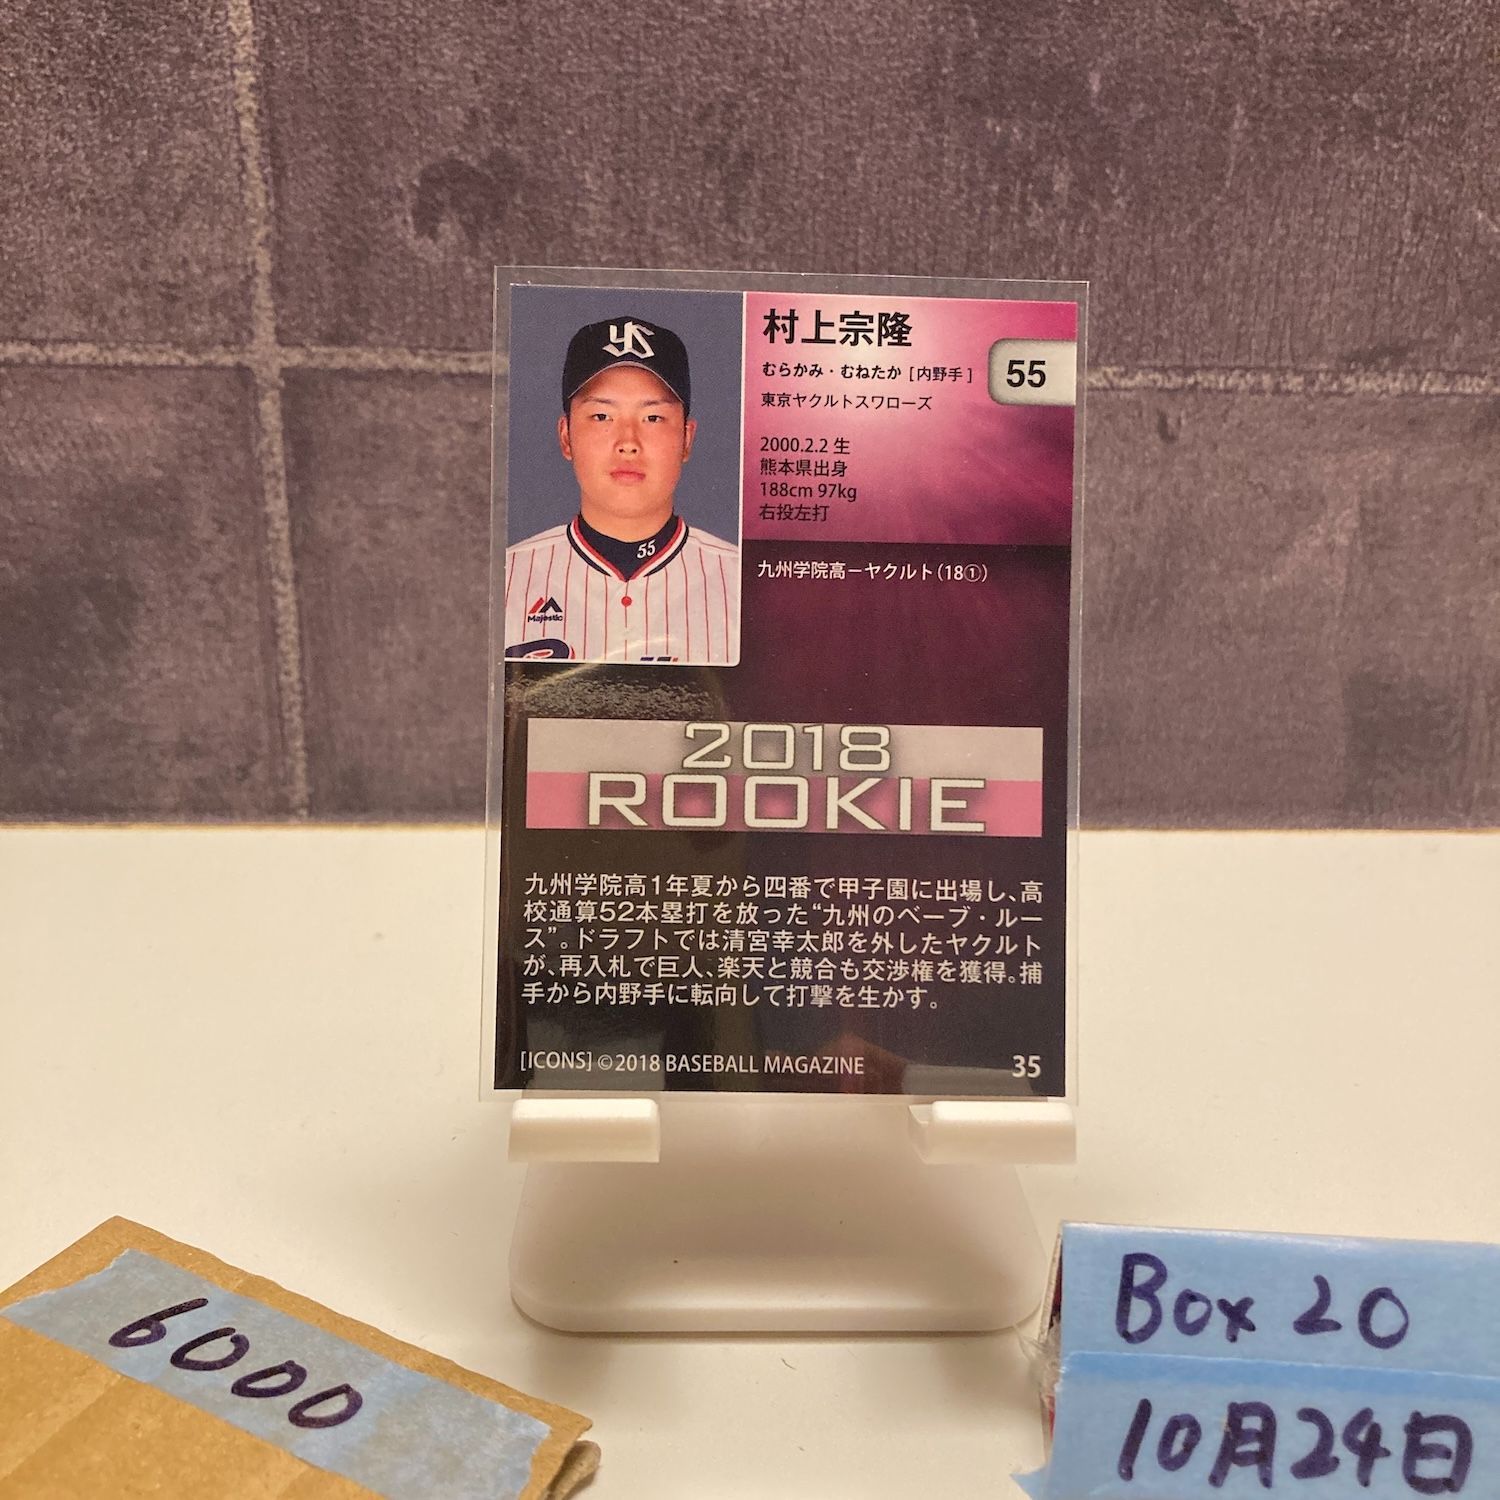 YS
村上宗隆
むらかみ・むねたか [内野手]
55
東京ヤクルトスワローズ
2000.2.2 生
熊本県出身
188cm 97kg
右投左打
55
Majestic
九州学院高－ヤクルト(18①)
2018
ROOKIE
九州学院高1年夏から四番で甲子園に出場し、高
校通算52本塁打を放った“九州のベーブ・ルー
ス”。ドラフトでは清宮幸太郎を外したヤクルト
が、再入札で巨人、楽天と競合も交渉権を獲得。捕
手から内野手に転向して打撃を生かす。
[ICONS] ©2018 BASEBALL MAGAZINE
35
6000
Box 20
10月24日